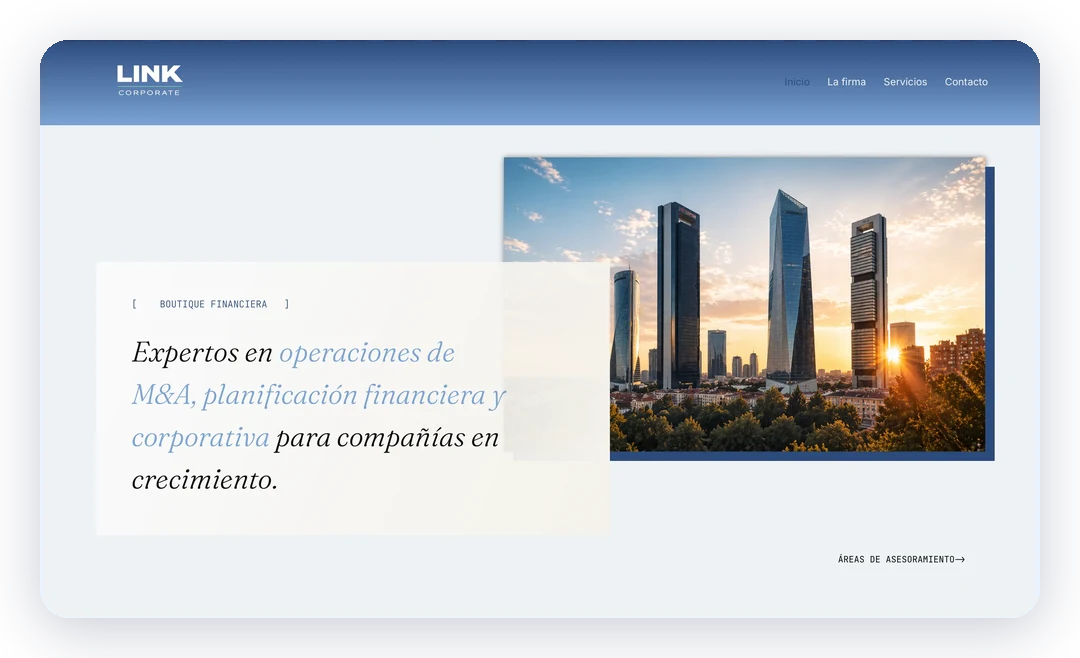 LINK
CORPORATE
Inicio
La firma
Servicios
Contacto
[ BOUTIQUE FINANCIERA ]
Expertos en operaciones de
M&A, planificación financiera y
corporativa para compañías en
crecimiento.
ÁREAS DE ASESORAMIENTO→